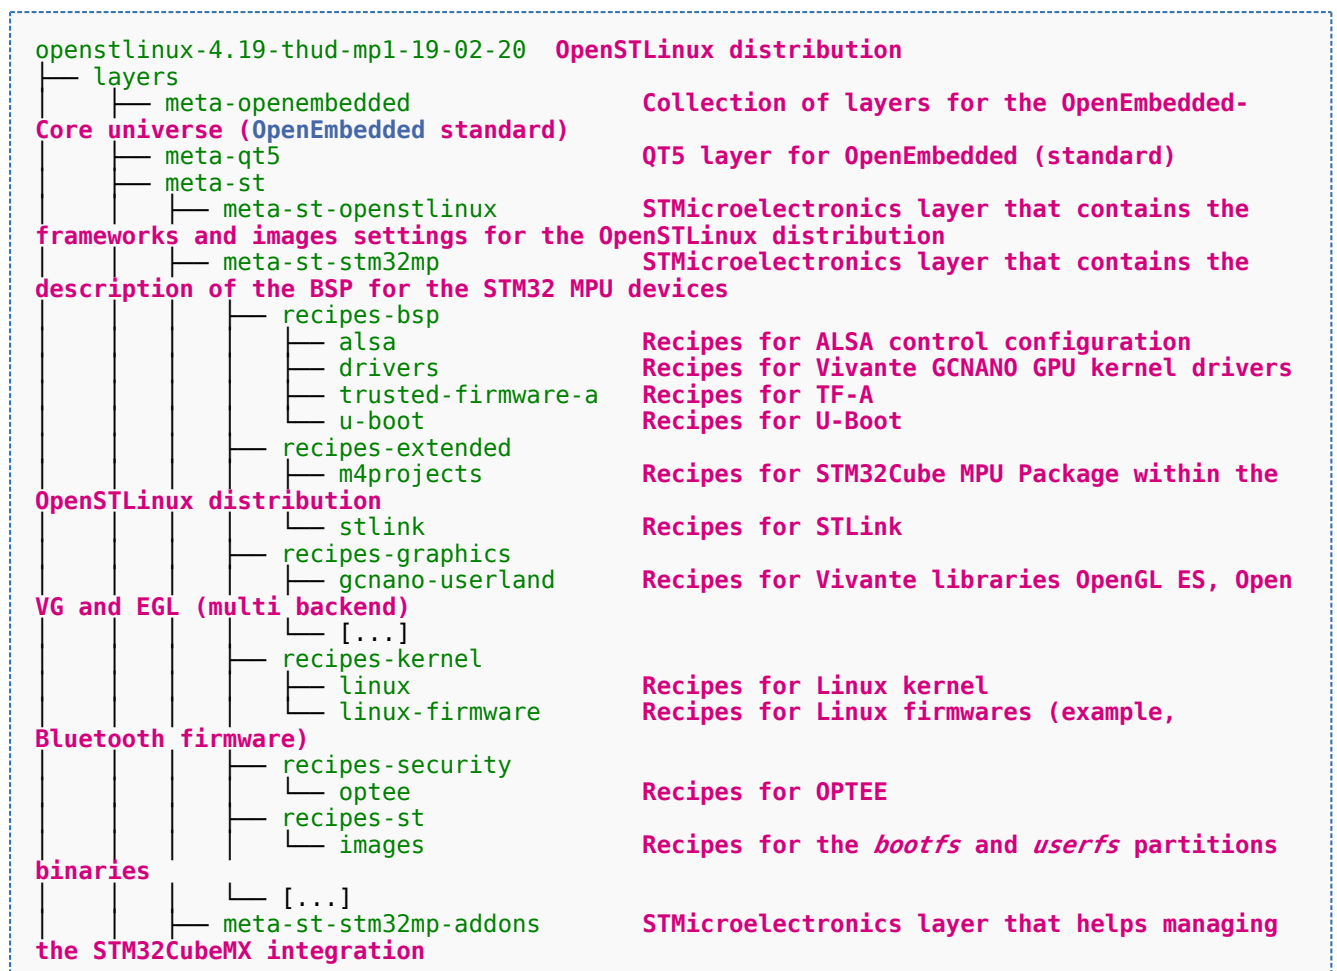 openstlinux-4.19-thud-mp1-19-02-20  OpenSTLinux distribution
├── layers
│    ├── meta-openembedded                Collection of layers for the OpenEmbedded-
Core universe (OpenEmbedded standard)
│    ├── meta-qt5                         QT5 layer for OpenEmbedded (standard)
│    ├── meta-st
│    │   ├── meta-st-openstlinux          STMicroelectronics layer that contains the
frameworks and images settings for the OpenSTLinux distribution
│    │   ├── meta-st-stm32mp              STMicroelectronics layer that contains the
description of the BSP for the STM32 MPU devices
│    │   │   ├── recipes-bsp
│    │   │   │   ├── alsa                 Recipes for ALSA control configuration
│    │   │   │   ├── drivers              Recipes for Vivante GCNANO GPU kernel drivers
│    │   │   │   ├── trusted-firmware-a   Recipes for TF-A
│    │   │   │   └── u-boot               Recipes for U-Boot
│    │   │   ├── recipes-extended
│    │   │   │   ├── m4projects           Recipes for STM32Cube MPU Package within the
OpenSTLinux distribution
│    │   │   │   └── stlink               Recipes for STLink
│    │   │   ├── recipes-graphics
│    │   │   │   ├── gcnano-userland      Recipes for Vivante libraries OpenGL ES, Open
VG and EGL (multi backend)
│    │   │   │   └── [...]
│    │   │   ├── recipes-kernel
│    │   │   │   ├── linux                Recipes for Linux kernel
│    │   │   │   └── linux-firmware       Recipes for Linux firmwares (example,
Bluetooth firmware)
│    │   │   ├── recipes-security
│    │   │   │   └── optee                Recipes for OPTEE
│    │   │   ├── recipes-st
│    │   │   │   └── images               Recipes for the bootfs and userfs partitions
binaries
│    │   │   └── [...]
│    │   ├── meta-st-stm32mp-addons       STMicroelectronics layer that helps managing
the STM32CubeMX integration